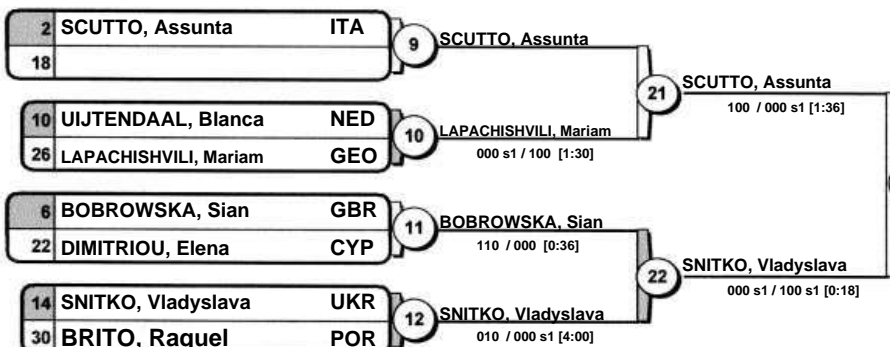 2 SCUTTO, Assunta ITA
18
9
SCUTTO, Assunta
10 UIJTENDAAL, Blanca NED
26 LAPACHISHVILI, Mariam GEO
10
LAPACHISHVILI, Mariam
000 s1 / 100 [1:30]
21
SCUTTO, Assunta
100 / 000 s1 [1:36]
6 BOBROWSKA, Sian GBR
22 DIMITRIOU, Elena CYP
11
BOBROWSKA, Sian
110 / 000 [0:36]
14 SNITKO, Vladyslava UKR
30 BRITO, Raquel POR
12
SNITKO, Vladyslava
010 / 000 s1 [4:00]
22
SNITKO, Vladyslava
000 s1 / 100 s1 [0:18]